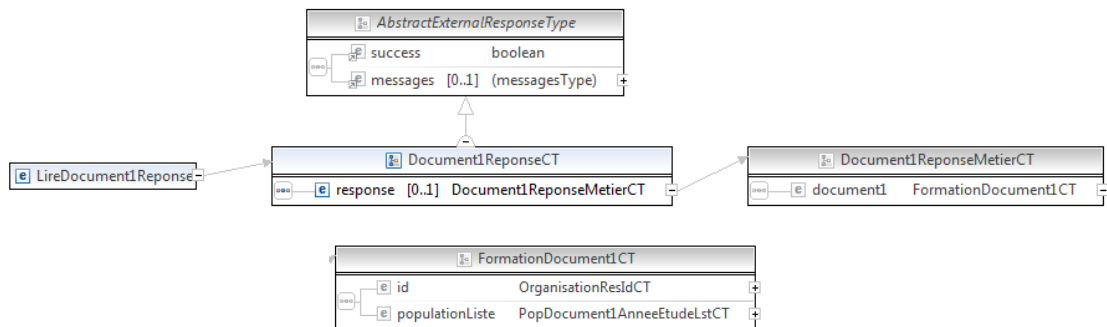 AbstractExternalResponseType
success boolean
messages [0..1] (messagesType)
Document1ReponseCT
Document1ReponseMetierCT
LireDocument1Reponse
response [0..1] Document1ReponseMetierCT
document1 FormationDocument1CT
FormationDocument1CT
id OrganisationResIdCT
populationListe PopDocument1AnneeEtudeLstCT